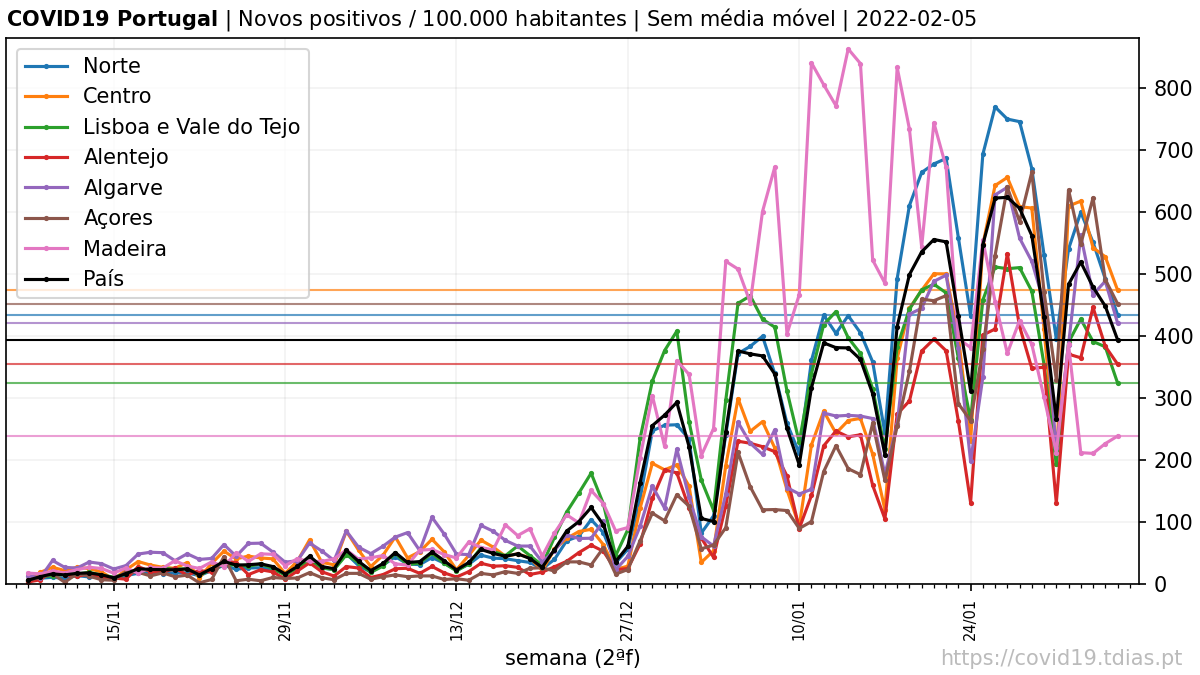 COVID19 Portugal | Novos positivos / 100.000 habitantes | Sem média móvel | 2022-02-05
Norte
Centro
Lisboa e Vale do Tejo
Alentejo
Algarve
Açores
Madeira
País
800
700
600
500
400
300
200
100
0
15/11
29/11
13/12
27/12
10/01
24/01
semana (2ªf)
https://covid19.tdias.pt